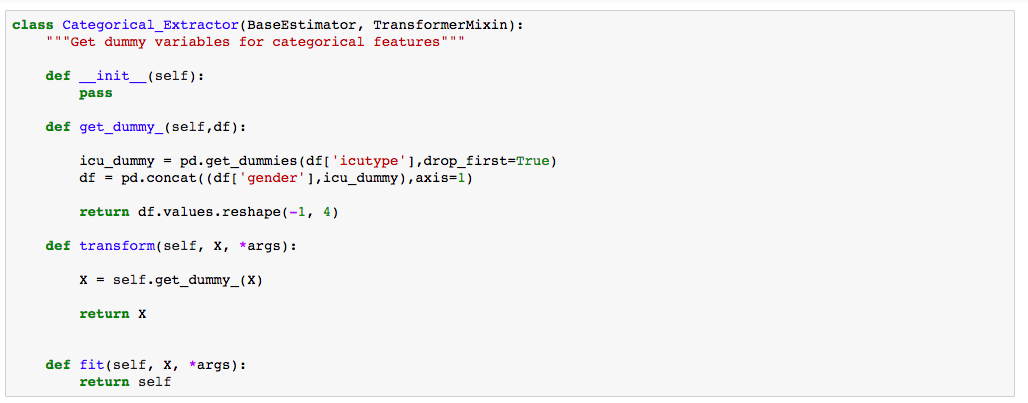 class Categorical_Extractor(BaseEstimator, TransformerMixin):
    """Get dummy variables for categorical features"""
    def __init__(self):
        pass
    def get_dummy_(self,df):
        icu_dummy = pd.get_dummies(df['icutype'],drop_first=True)
        df = pd.concat((df['gender'],icu_dummy),axis=1)
        return df.values.reshape(-1, 4)
    def transform(self, X, *args):
        X = self.get_dummy_(X)
        return X
    def fit(self, X, *args):
        return self